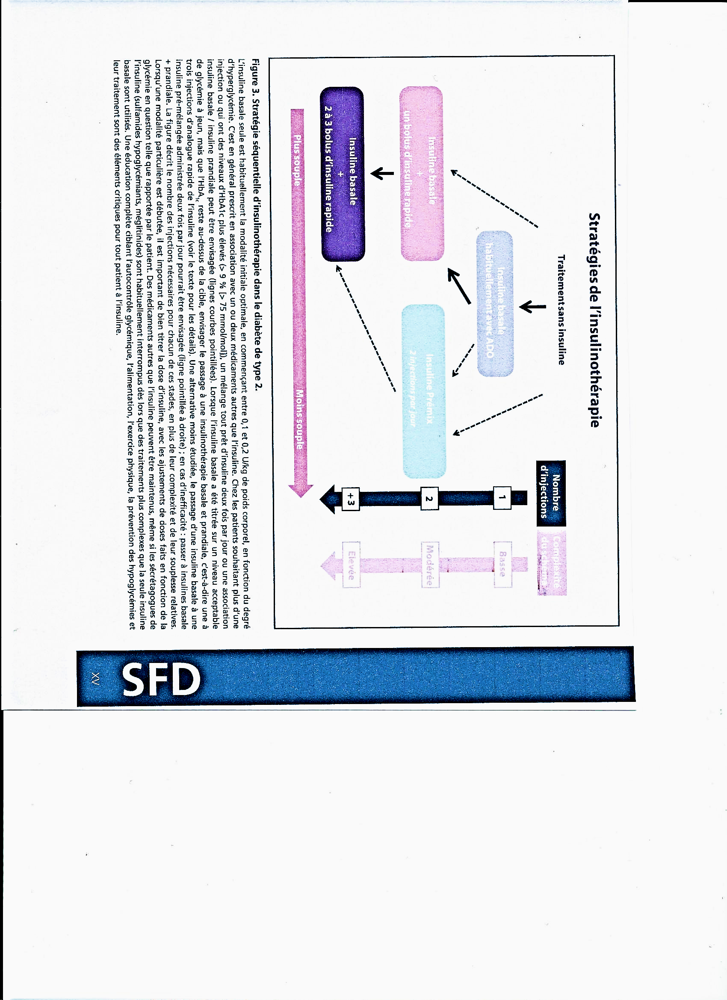 Stratégies de l'insulinothérapie
Traitement sans insuline
Nombre
d'injections
Complexité
du schéma
Insuline basale
habituellement avec ADO
1
Basse
Insuline basale
+
un bolus d'insuline rapide
Insuline Prémix
2 injections par jour
2
Modérée
Insuline basale
+
2 à 3 bolus d'insuline rapide
+3
Elevée
Plus souple
Moins souple
Figure 3. Stratégie séquentielle d'insulinothérapie dans le diabète de type 2.
L'insuline basale seule est habituellement la modalité initiale optimale, en commençant entre 0,1 et 0,2 U/kg de poids corporel, en fonction du degré
d'hyperglycémie. C'est en général prescrit en association avec un ou deux médicaments autres que l'insuline. Chez les patients souhaitant plus d'une
injection ou qui ont des niveaux d'HbA1c plus élevés (> 9 % [> 75 mmol/mol]), un mélange tout prêt d'insuline deux fois par jour ou une association
insuline basale / insuline prandiale peut être envisagée (lignes courbes pointillées). Lorsque l'insuline basale a été titrée sur un niveau acceptable
de glycémie à jeun, mais que l'HbA1c reste au-dessus de la cible, envisager le passage à une insulinothérapie basale et prandiale, c'est-à-dire une à
trois injections d'analogue rapide de l'insuline (voir le texte pour les détails). Une alternative moins étudiée, le passage d'une insuline basale à une
insuline pré-mélangée administrée deux fois par jour pourrait être envisagée (ligne pointillée à droite) ; en cas d'inefficacité : passer à insulines basale
+ prandiale. La figure décrit le nombre des injections nécessaires pour chacun de ces stades, en plus de leur complexité et de leur souplesse relatives.
Lorsqu'une modalité particulière est débutée, il est important de bien titrer la dose d'insuline, avec les ajustements de doses faits en fonction de la
glycémie en question telle que rapportée par le patient. Des médicaments autres que l'insuline peuvent être maintenus, même si les sécrétagogues de
l'insuline (sulfamides hypoglycémiants, méglitinides) sont habituellement interrompus dès lors que des traitements plus complexes que la seule insuline
basale sont utilisés. Une éducation complète ciblant l'autocontrôle glycémique, l'alimentation, l'exercice physique, la prévention des hypoglycémies et
leur traitement sont des éléments critiques pour tout patient à l'insuline.
SFD
XV